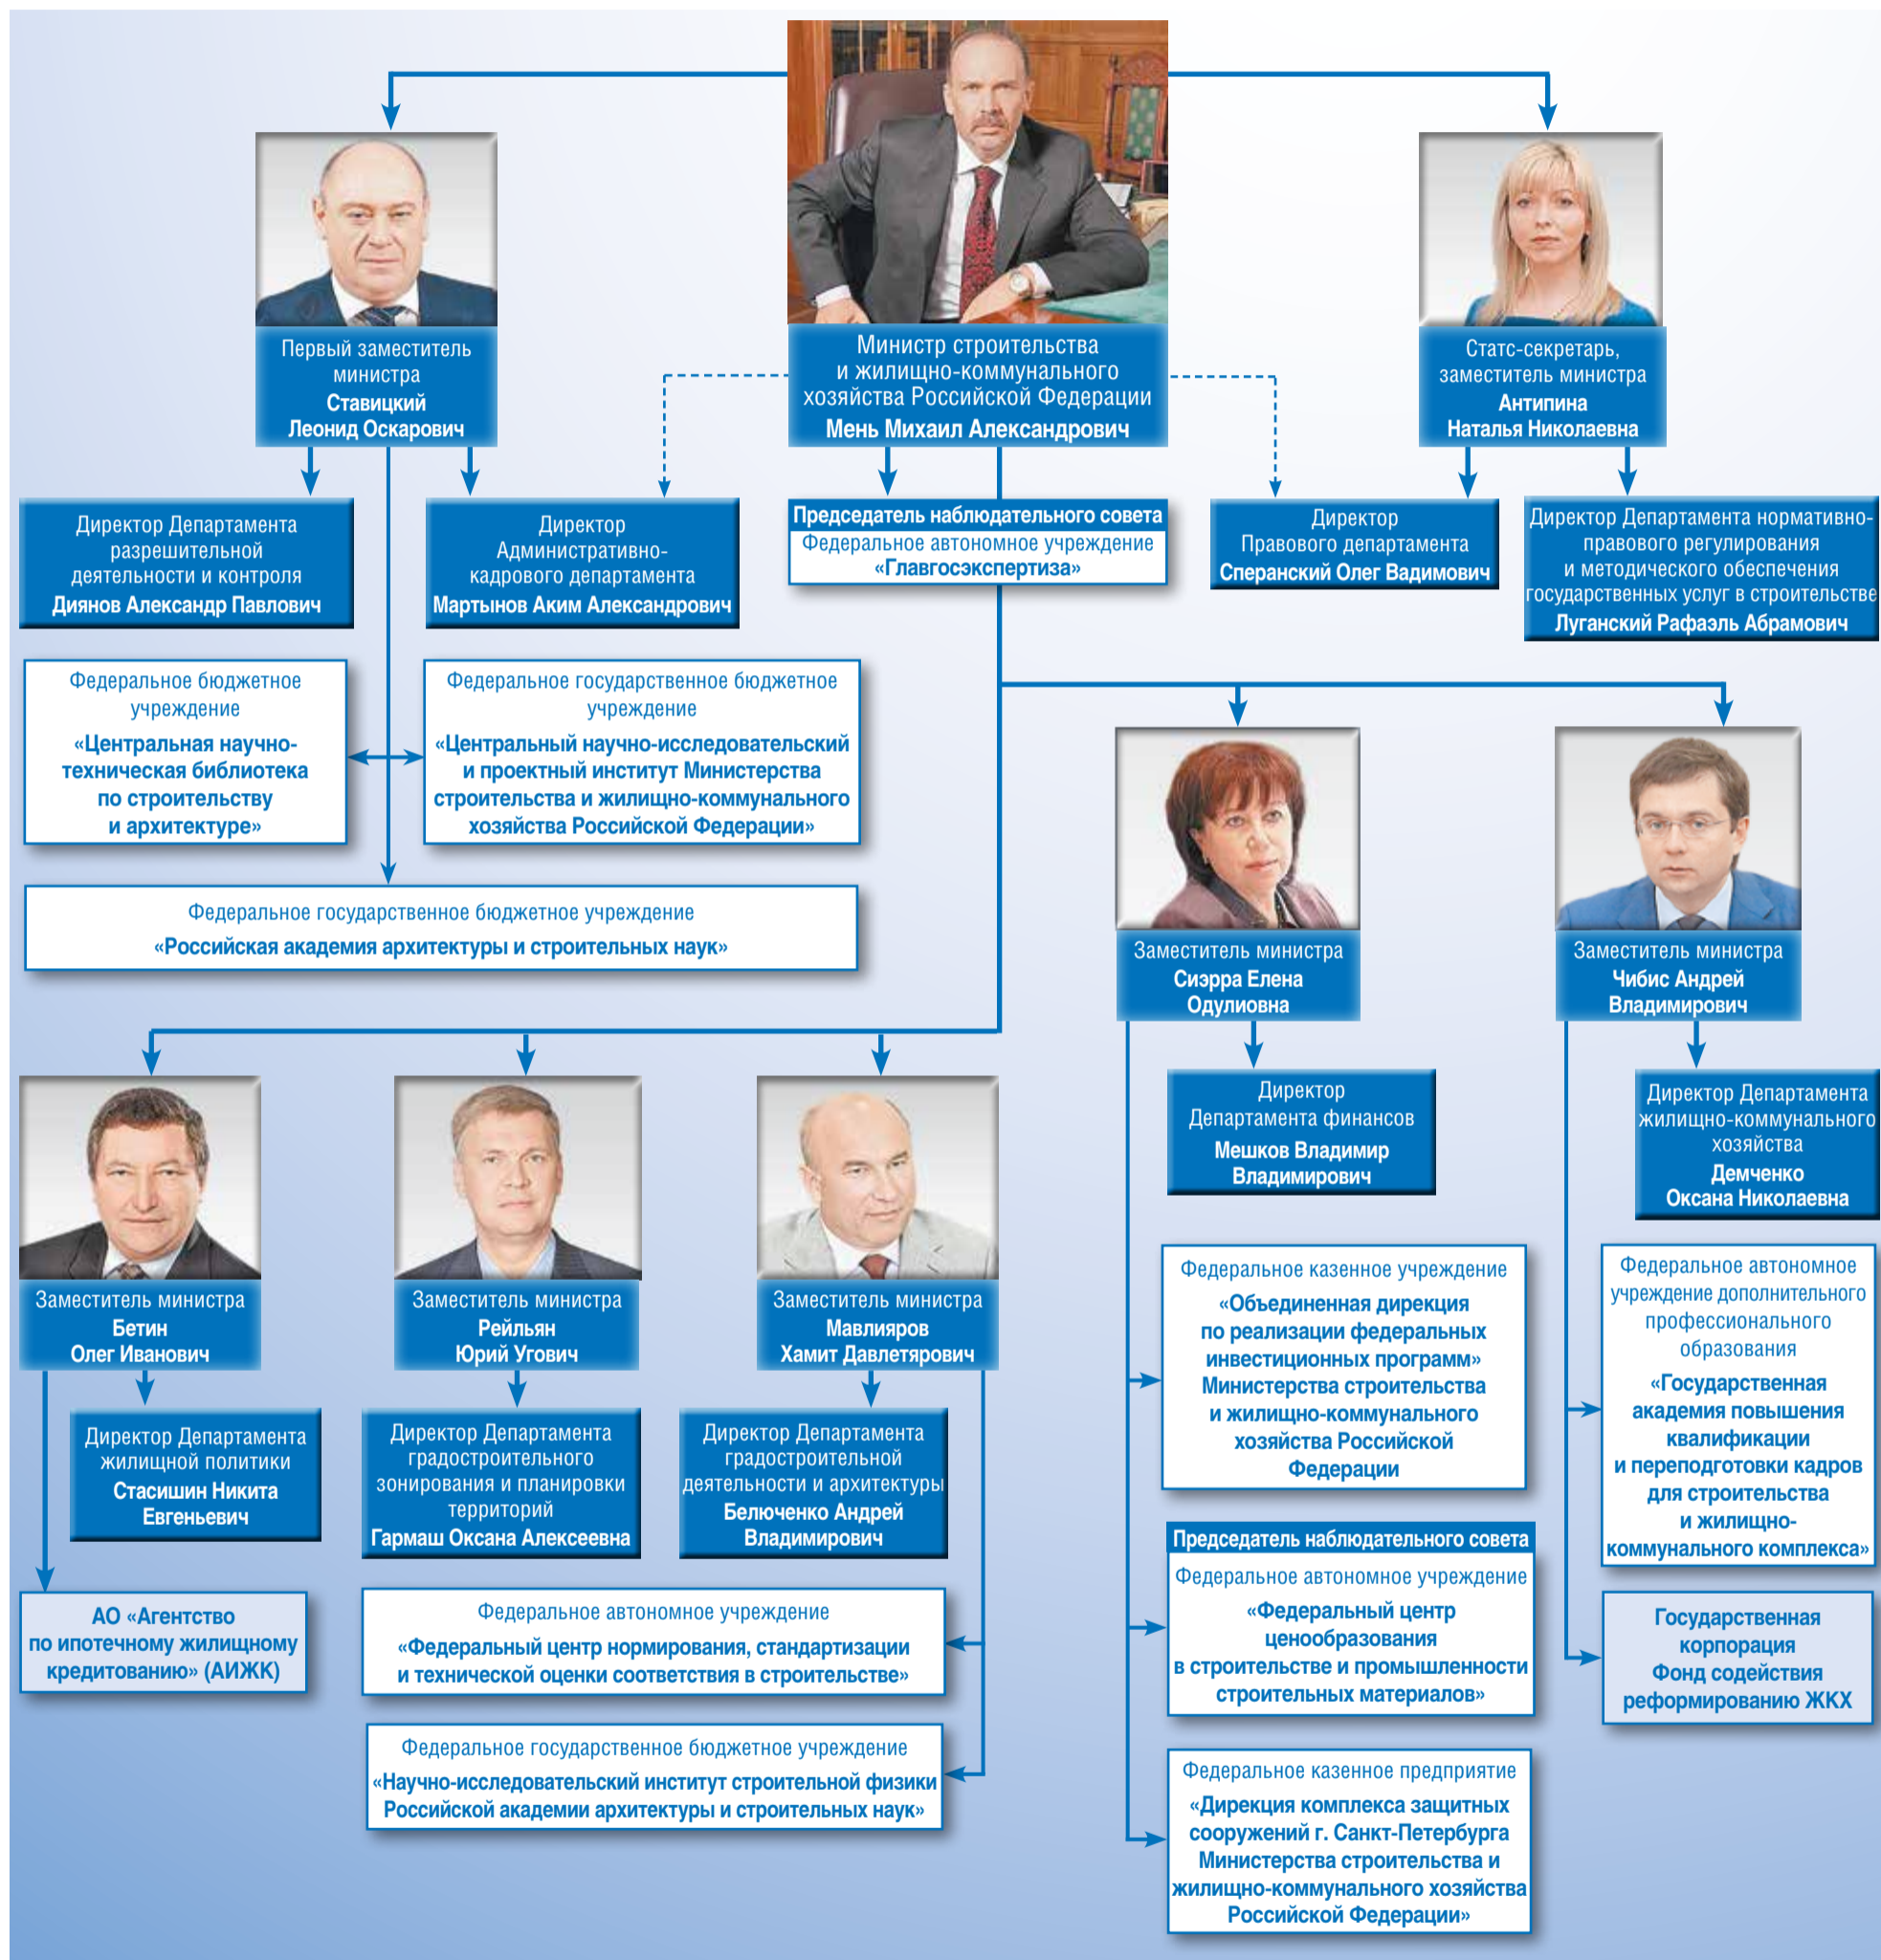 Первый заместитель
министра
Ставицкий
Леонид Оскарович
Министр строительства
и жилищно-коммунального
хозяйства Российской Федерации
Мень Михаил Александрович
Статс-секретарь,
заместитель министра
Антипина
Наталья Николаевна
Директор Департамента
разрешительной
деятельности и контроля
Диянов Александр Павлович
Директор
Административно-
кадрового департамента
Мартынов Аким Александрович
Председатель наблюдательного совета
Федеральное автономное учреждение
«Главгосэкспертиза»
Директор
Правового департамента
Сперанский Олег Вадимович
Директор Департамента нормативно-
правового регулирования
и методического обеспечения
государственных услуг в строительстве
Луганский Рафаэль Абрамович
Федеральное бюджетное
учреждение
«Центральная научно-
техническая библиотека
по строительству
и архитектуре»
Федеральное государственное бюджетное
учреждение
«Центральный научно-исследовательский
и проектный институт Министерства
строительства и жилищно-коммунального
хозяйства Российской Федерации»
Федеральное государственное бюджетное учреждение
«Российская академия архитектуры и строительных наук»
Заместитель министра
Сиэрра Елена
Одулиовна
Заместитель министра
Чибис Андрей
Владимирович
Директор
Департамента финансов
Мешков Владимир
Владимирович
Директор Департамента
жилищно-коммунального
хозяйства
Демченко
Оксана Николаевна
Заместитель министра
Бетин
Олег Иванович
Заместитель министра
Рейльян
Юрий Угович
Заместитель министра
Мавлияров
Хамит Давлетярович
Директор Департамента
жилищной политики
Стасишин Никита
Евгеньевич
Директор Департамента
градостроительного
зонирования и планировки
территорий
Гармаш Оксана Алексеевна
Директор Департамента
градостроительной
деятельности и архитектуры
Белюченко Андрей
Владимирович
АО «Агентство
по ипотечному жилищному
кредитованию» (АИЖК)
Федеральное автономное учреждение
«Федеральный центр нормирования, стандартизации
и технической оценки соответствия в строительстве»
Федеральное государственное бюджетное учреждение
«Научно-исследовательский институт строительной физики
Российской академии архитектуры и строительных наук»
Федеральное казенное учреждение
«Объединенная дирекция
по реализации федеральных
инвестиционных программ»
Министерства строительства
и жилищно-коммунального
хозяйства Российской
Федерации
Председатель наблюдательного совета
Федеральное автономное учреждение
«Федеральный центр
ценообразования
в строительстве и промышленности
строительных материалов»
Федеральное казенное предприятие
«Дирекция комплекса защитных
сооружений г. Санкт-Петербурга
Министерства строительства и
жилищно-коммунального хозяйства
Российской Федерации»
Федеральное автономное
учреждение дополнительного
профессионального
образования
«Государственная
академия повышения
квалификации
и переподготовки кадров
для строительства
и жилищно-
коммунального комплекса»
Государственная
корпорация
Фонд содействия
реформированию ЖКХ